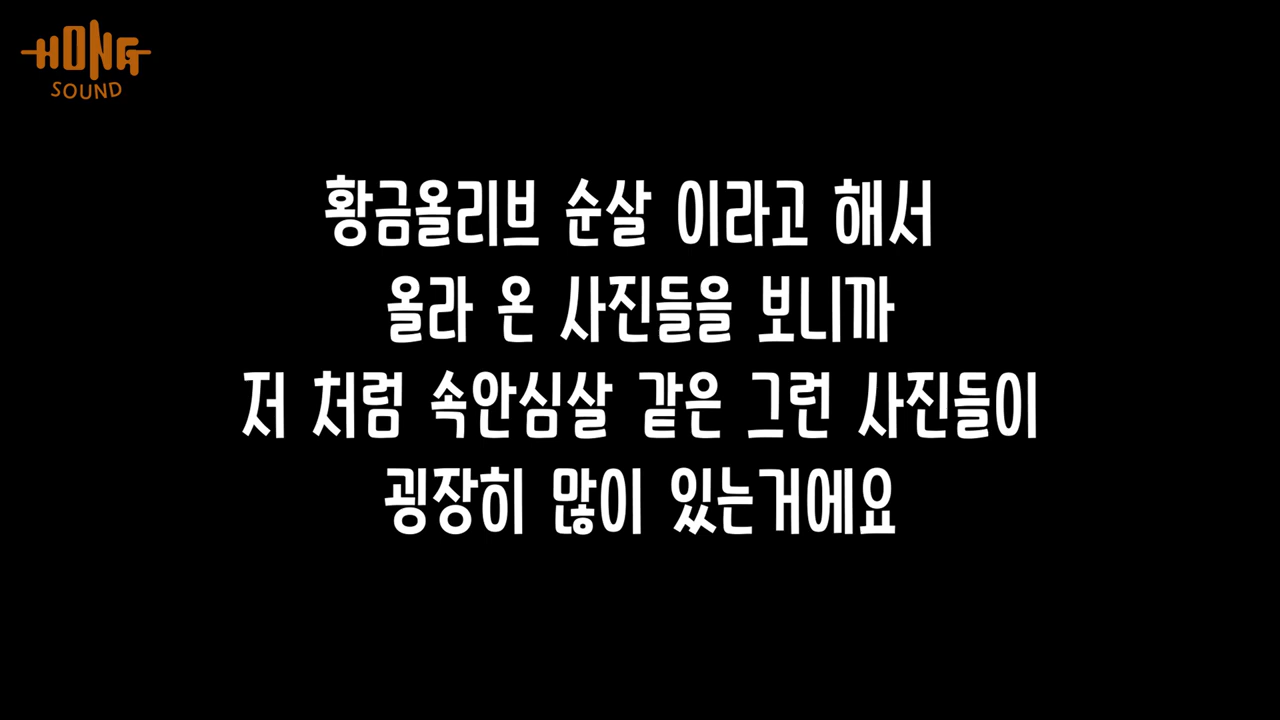 HONG
SOUND
황금올리브 순살 이라고 해서
올라 온 사진들을 보니까
저 처럼 속안심살 같은 그런 사진들이
굉장히 많이 있는거에요